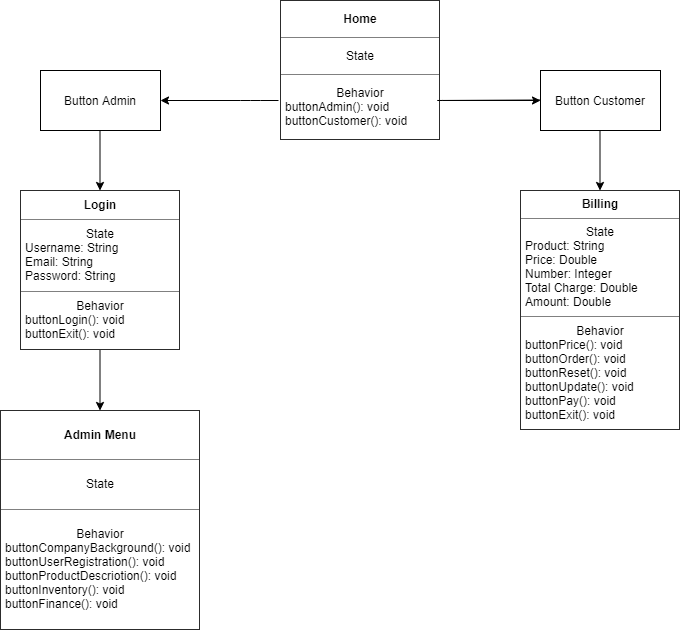 Home
State
Behavior
buttonAdmin(): void
buttonCustomer(): void
Button Admin
Button Customer
Login
State
Username: String
Email: String
Password: String
Behavior
buttonLogin(): void
buttonExit(): void
Billing
State
Product: String
Price: Double
Number: Integer
Total Charge: Double
Amount: Double
Behavior
buttonPrice(): void
buttonOrder(): void
buttonReset(): void
buttonUpdate(): void
buttonPay(): void
buttonExit(): void
Admin Menu
State
Behavior
buttonCompanyBackground(): void
buttonUserRegistration(): void
buttonProductDescriotion(): void
buttonInventory(): void
buttonFinance(): void